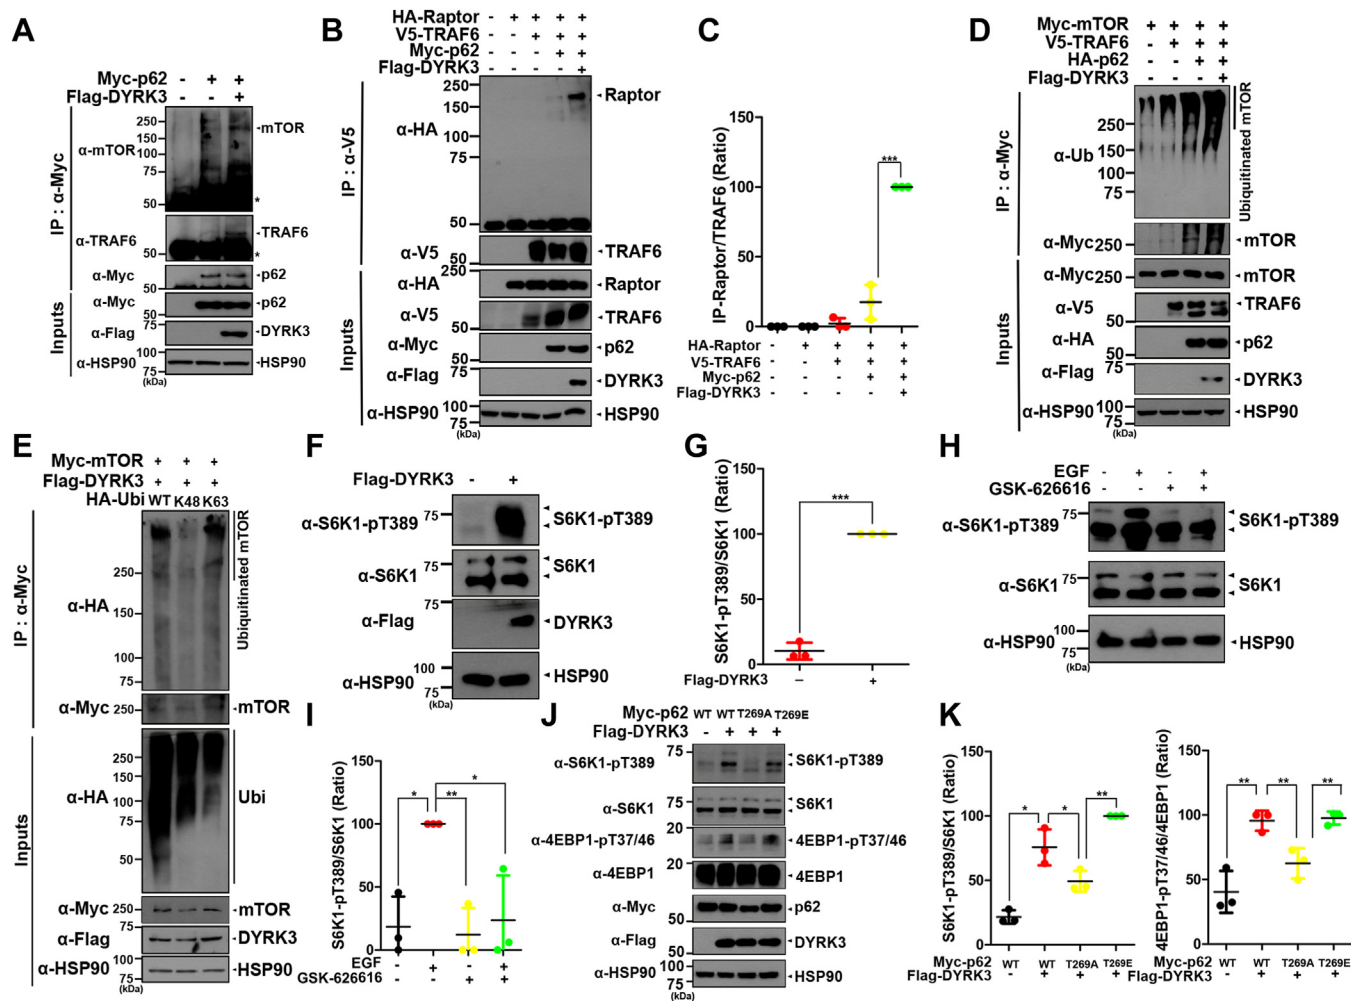 A
Myc-p62 - + +
Flag-DYRK3 - - +
IP : α-Myc
α-mTOR
250
150
100
75
50
mTOR
*
α-TRAF6
50
TRAF6
*
α-Myc
50
p62
Inputs
α-Myc
50
p62
α-Flag
75
DYRK3
α-HSP90
100
75
HSP90
(kDa)
B
HA-Raptor - + + + +
V5-TRAF6 - - + + +
Myc-p62 - - - + +
Flag-DYRK3 - - - - +
IP : α-V5
α-HA
250
150
100
75
50
Raptor
α-V5
50
TRAF6
Inputs
α-HA
250
150
Raptor
α-V5
75
50
TRAF6
α-Myc
50
p62
α-Flag
75
DYRK3
α-HSP90
100
75
HSP90
(kDa)
C
IP-Raptor/TRAF6 (Ratio)
150
100
50
0
***
HA-Raptor - + + + +
V5-TRAF6 - - + + +
Myc-p62 - - - + +
Flag-DYRK3 - - - - +
D
Myc-mTOR + + + +
V5-TRAF6 - + + +
HA-p62 - - + +
Flag-DYRK3 - - - +
IP : α-Myc
α-Ub
250
150
100
75
Ubiquitinated mTOR
α-Myc
250
mTOR
Inputs
α-Myc
250
mTOR
α-V5
50
TRAF6
α-HA
50
p62
α-Flag
75
DYRK3
α-HSP90
100
75
HSP90
(kDa)
E
Myc-mTOR + + +
Flag-DYRK3 + + +
HA-Ubi WT K48 K63
IP : α-Myc
α-HA
250
150
100
75
Ubiquitinated mTOR
α-Myc
250
mTOR
Inputs
α-HA
250
150
100
75
50
Ubi
α-Myc
250
mTOR
α-Flag
75
DYRK3
α-HSP90
100
75
HSP90
(kDa)
F
Flag-DYRK3 - +
α-S6K1-pT389
75
S6K1-pT389
α-S6K1
75
S6K1
α-Flag
75
DYRK3
α-HSP90
100
75
HSP90
(kDa)
G
S6K1-pT389/S6K1 (Ratio)
150
100
50
0
***
Flag-DYRK3 – +
H
EGF - + - +
GSK-626616 - - + +
α-S6K1-pT389
75
S6K1-pT389
α-S6K1
75
S6K1
α-HSP90
100
75
HSP90
(kDa)
I
S6K1-pT389/S6K1 (Ratio)
150
100
50
0
* ** *
EGF - + - +
GSK-626616 - - + +
J
Myc-p62 WT WT T269A T269E
Flag-DYRK3 - + + +
α-S6K1-pT389
75
S6K1-pT389
α-S6K1
75
S6K1
α-4EBP1-pT37/46
20
4EBP1-pT37/46
α-4EBP1
20
4EBP1
α-Myc
50
p62
α-Flag
75
DYRK3
α-HSP90
100
75
HSP90
(kDa)
K
S6K1-pT389/S6K1 (Ratio)
150
100
50
0
* * **
Myc-p62 WT WT T269A T269E
Flag-DYRK3 - + + +
4EBP1-pT37/46/4EBP1 (Ratio)
150
100
50
0
** ** **
Myc-p62 WT WT T269A T269E
Flag-DYRK3 - + + +